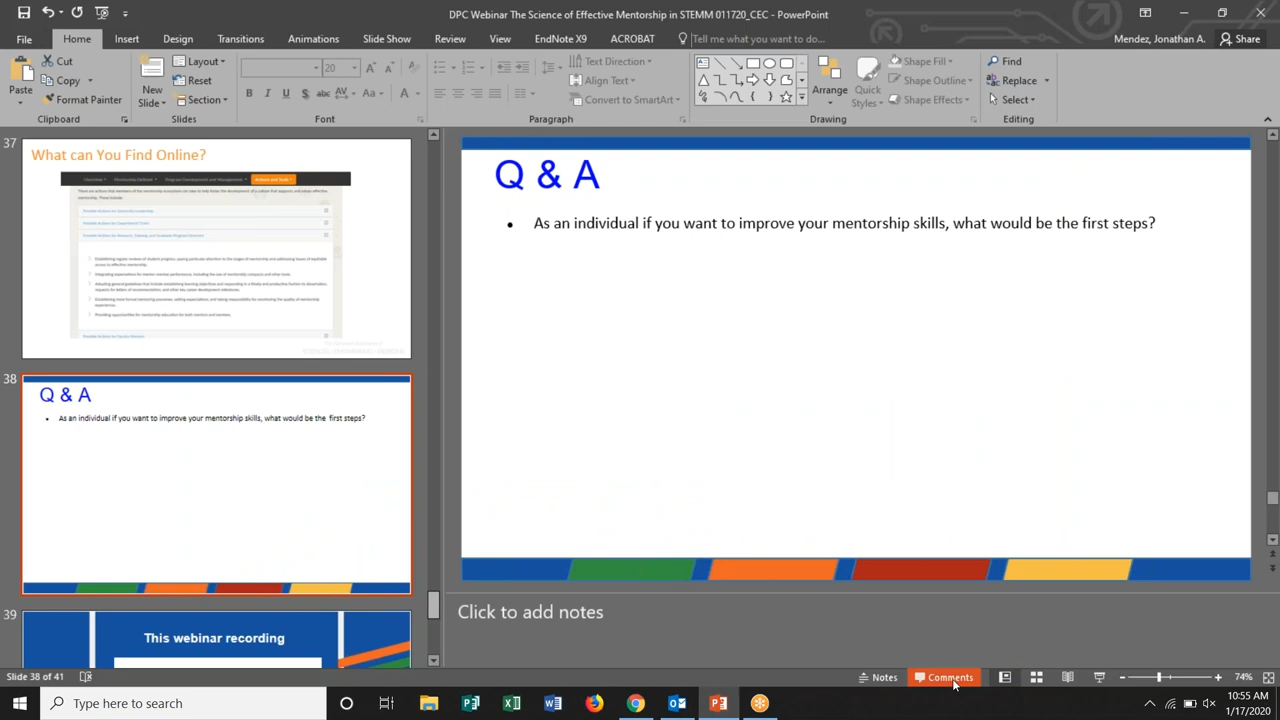 DPC Webinar The Science of Effective Mentorship in STEMM 011720_CEC - PowerPoint
File Home Insert Design Transitions Animations Slide Show Review View EndNote X9 ACROBAT Tell me what you want to do... Mendez, Jonathan A. Share
Paste
Cut
Copy
Format Painter
Clipboard
New Slide
Layout
Reset
Section
Slides
20
B I U S abc AV Aa A
Font
Text Direction
Align Text
Convert to SmartArt
Paragraph
Arrange
Quick Styles
Shape Fill
Shape Outline
Shape Effects
Drawing
Find
Replace
Select
Editing
37
What can You Find Online?
38
Q & A
• As an individual if you want to improve your mentorship skills, what would be the first steps?
39
This webinar recording
Q & A
• As an individual if you want to improve your mentorship skills, what would be the first steps?
Click to add notes
Slide 38 of 41
Notes Comments
74%
Type here to search
10:55 AM
1/17/2020